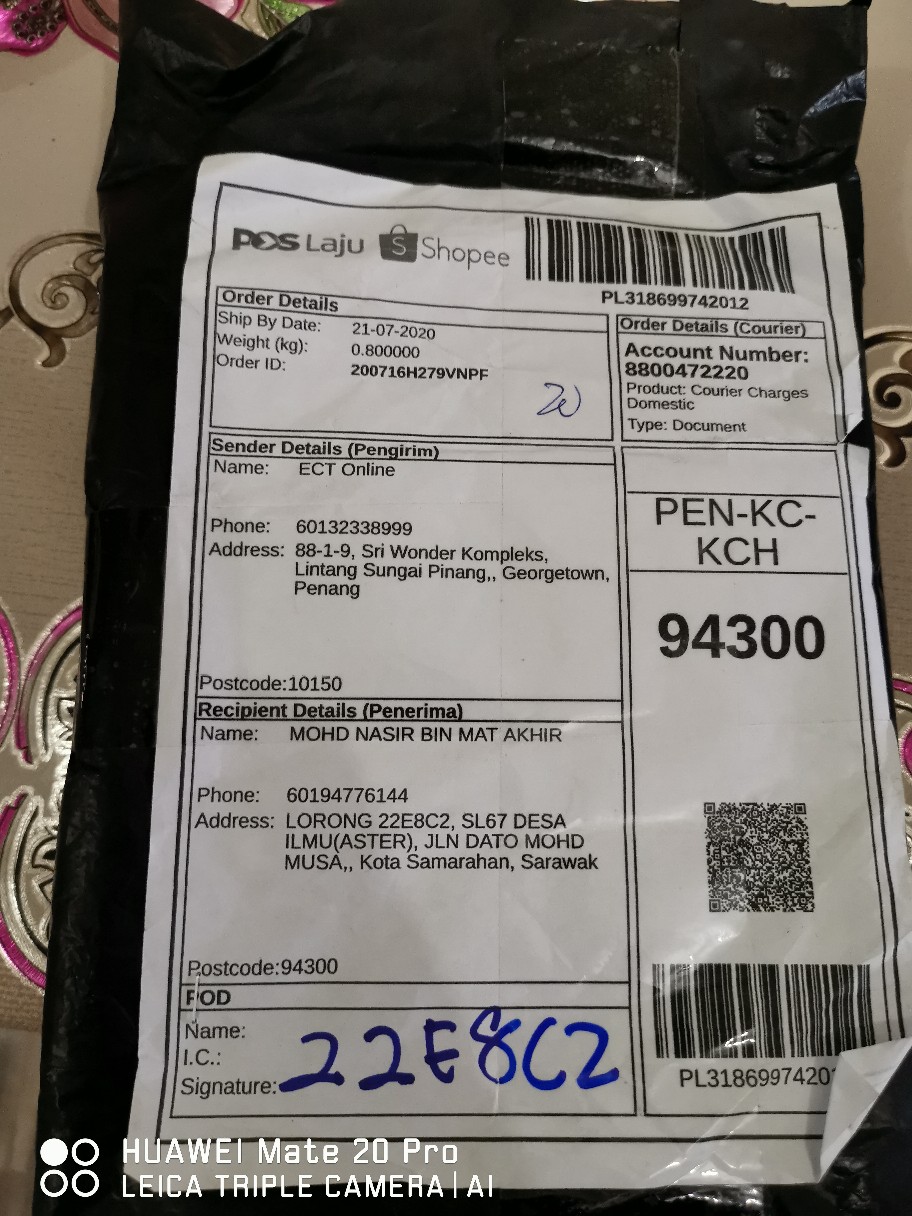 POS Laju Shopee
PL318699742012
Order Details
Ship By Date: 21-07-2020
Weight (kg): 0.800000
Order ID: 200716H279VNPF
Order Details (Courier)
Account Number:
8800472220
Product: Courier Charges
Domestic
Type: Document
Sender Details (Pengirim)
Name: ECT Online
Phone: 60132338999
Address: 88-1-9, Sri Wonder Kompleks,
Lintang Sungai Pinang,, Georgetown,
Penang
Postcode:10150
PEN-KC-
KCH
94300
Recipient Details (Penerima)
Name: MOHD NASIR BIN MAT AKHIR
Phone: 60194776144
Address: LORONG 22E8C2, SL67 DESA
ILMU(ASTER), JLN DATO MOHD
MUSA,, Kota Samarahan, Sarawak
Postcode:94300
POD
Name:
I.C.:
Signature: 22E8C2
PL31869974201
HUAWEI Mate 20 Pro
LEICA TRIPLE CAMERA | AI